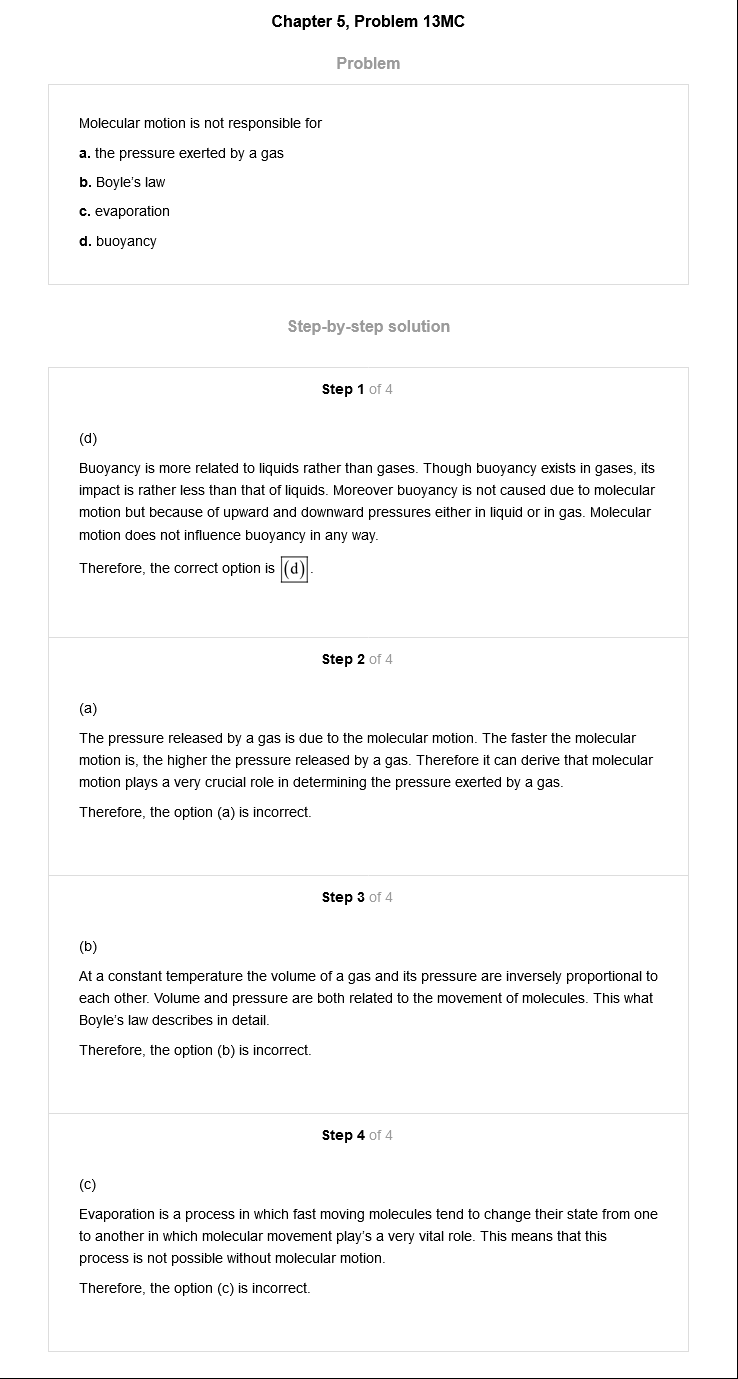 Chapter 5, Problem 13MC
Problem
Molecular motion is not responsible for
a. the pressure exerted by a gas
b. Boyle's law
c. evaporation
d. buoyancy
Step-by-step solution
Step 1 of 4
(d)
Buoyancy is more related to liquids rather than gases. Though buoyancy exists in gases, its
impact is rather less than that of liquids. Moreover buoyancy is not caused due to molecular
motion but because of upward and downward pressures either in liquid or in gas. Molecular
motion does not influence buoyancy in any way.
Therefore, the correct option is (d).
Step 2 of 4
(a)
The pressure released by a gas is due to the molecular motion. The faster the molecular
motion is, the higher the pressure released by a gas. Therefore it can derive that molecular
motion plays a very crucial role in determining the pressure exerted by a gas.
Therefore, the option (a) is incorrect.
Step 3 of 4
(b)
At a constant temperature the volume of a gas and its pressure are inversely proportional to
each other. Volume and pressure are both related to the movement of molecules. This what
Boyle's law describes in detail.
Therefore, the option (b) is incorrect.
Step 4 of 4
(c)
Evaporation is a process in which fast moving molecules tend to change their state from one
to another in which molecular movement play's a very vital role. This means that this
process is not possible without molecular motion.
Therefore, the option (c) is incorrect.